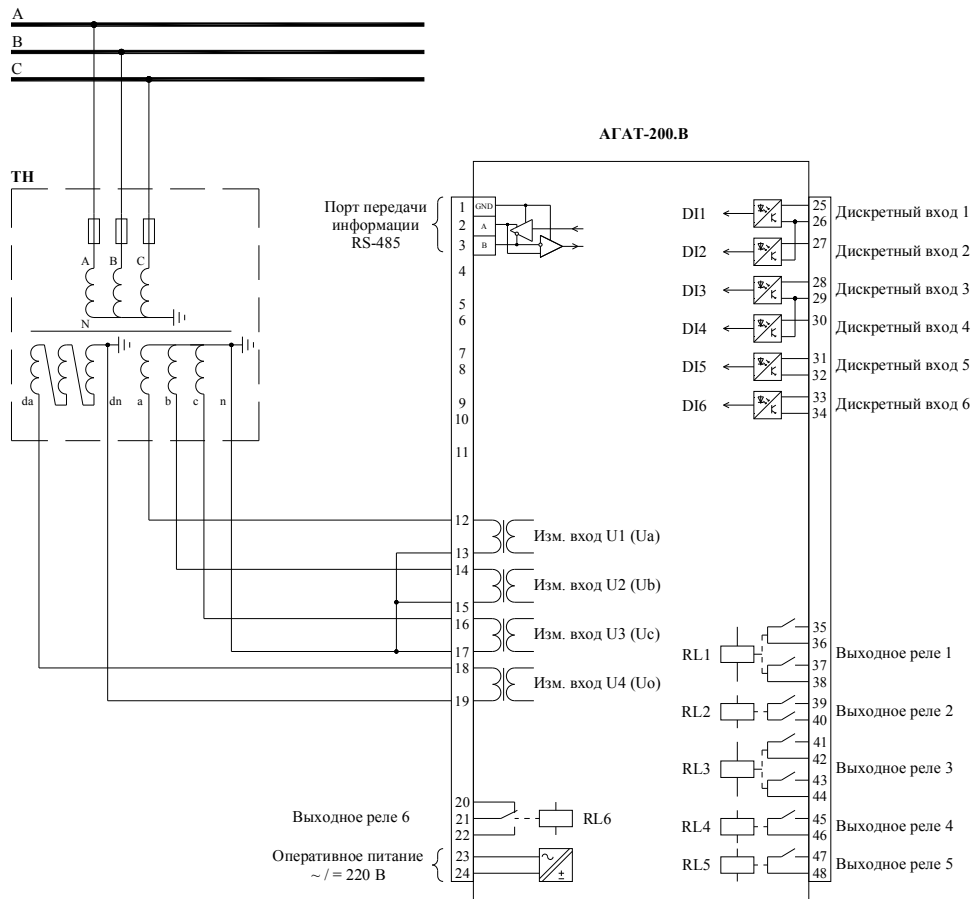 A
B
C
АГАТ-200.В
ТН
A B C
N
da dn a b c n
Порт передачи
информации
RS-485
1 GND
2 A
3 B
4
5
6
7
8
9
10
11
12
13
14
15
16
17
18
19
20
21
22
23
24
Изм. вход U1 (Ua)
Изм. вход U2 (Ub)
Изм. вход U3 (Uc)
Изм. вход U4 (Uo)
Выходное реле 6
RL6
Оперативное питание
~ / = 220 В
DI1
DI2
DI3
DI4
DI5
DI6
25
26
27
28
29
30
31
32
33
34
Дискретный вход 1
Дискретный вход 2
Дискретный вход 3
Дискретный вход 4
Дискретный вход 5
Дискретный вход 6
RL1
RL2
RL3
RL4
RL5
35
36
37
38
39
40
41
42
43
44
45
46
47
48
Выходное реле 1
Выходное реле 2
Выходное реле 3
Выходное реле 4
Выходное реле 5